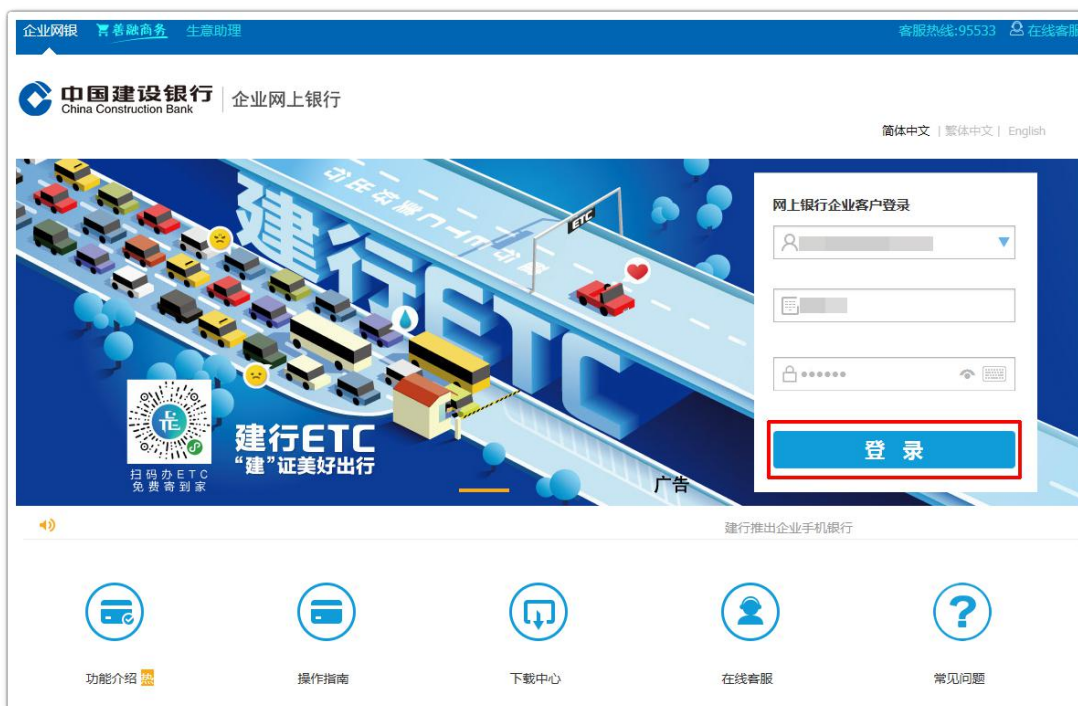 企业网银 善融商务 生意助理 客服热线:95533 在线客服
中国建设银行 企业网上银行
China Construction Bank
简体中文 | 繁体中文 | English
建行ETC
ETC
网上银行企业客户登录
登 录
建行ETC
“建”证美好出行
扫码办ETC
免费寄到家
广告
建行推出企业手机银行
功能介绍 热 操作指南 下载中心 在线客服 常见问题